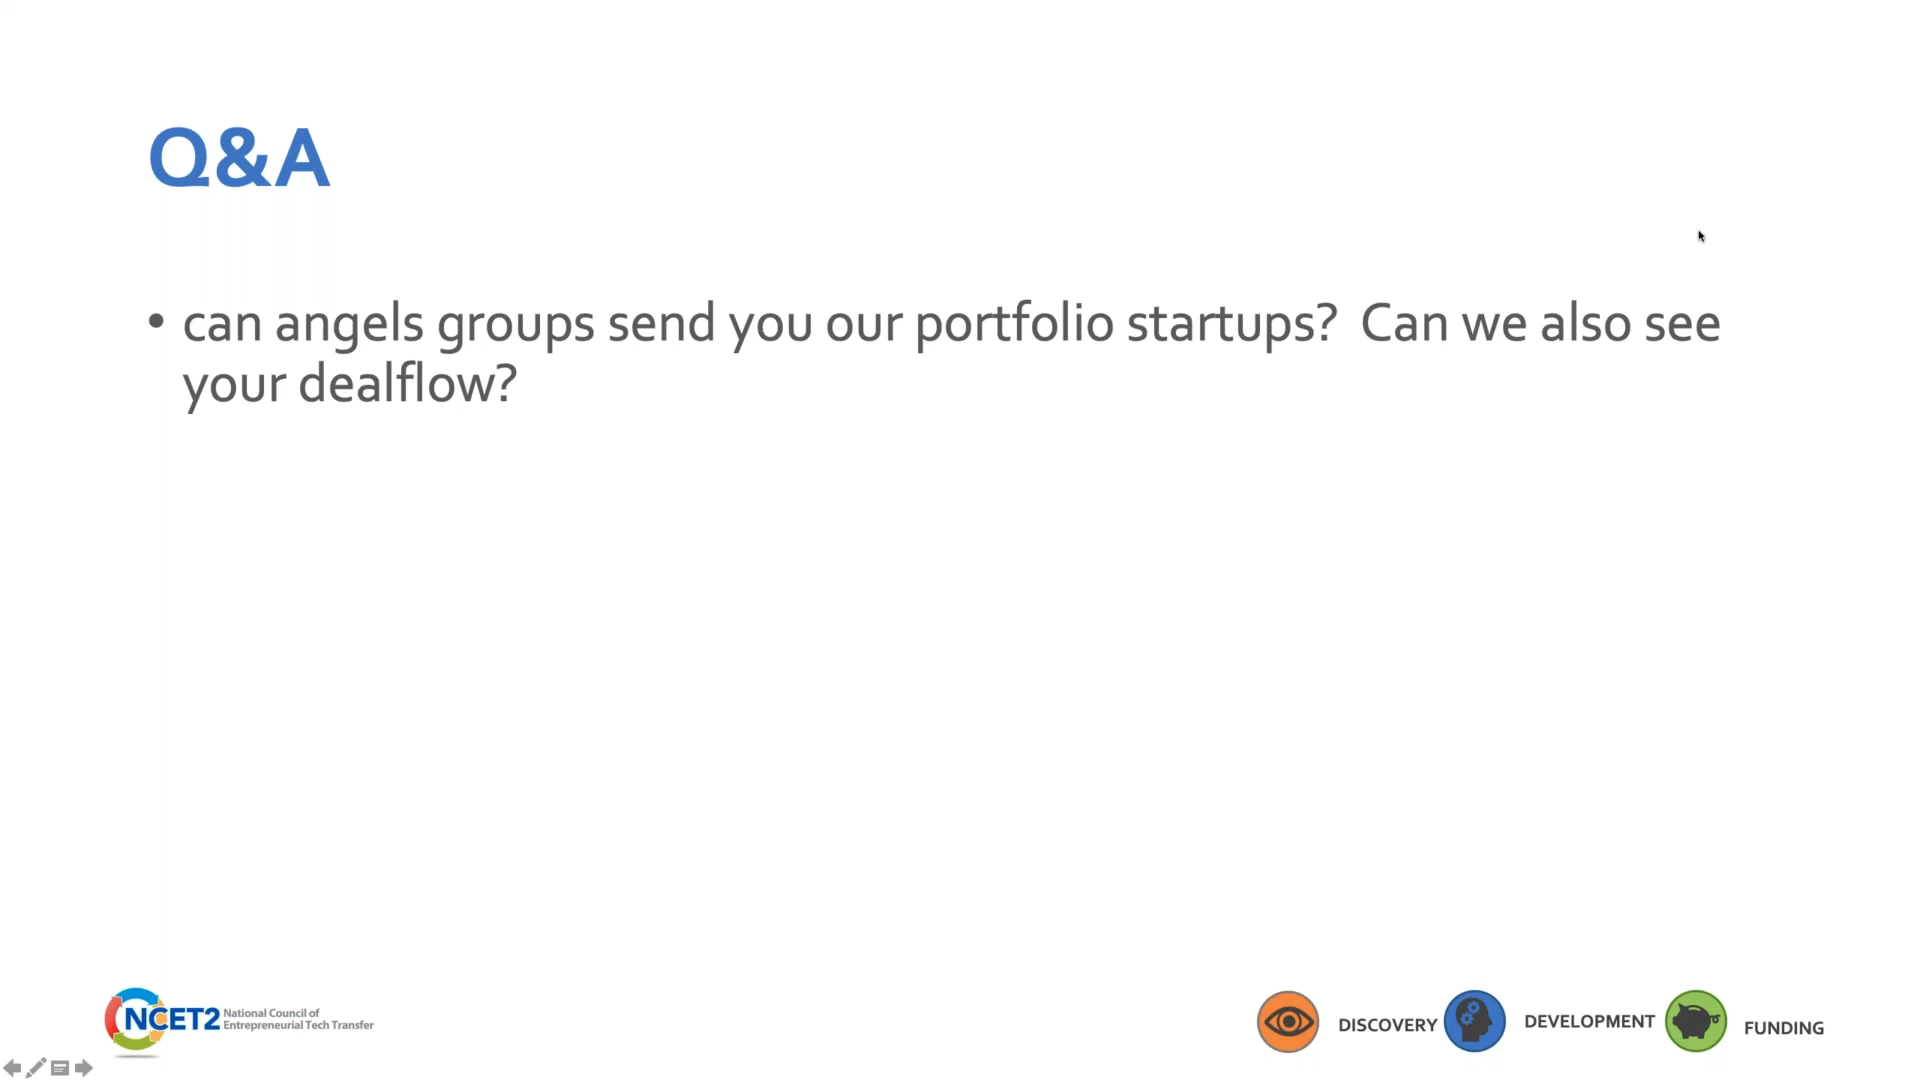 Q&A
• can angels groups send you our portfolio startups?  Can we also see
your dealflow?
NCET2 National Council of
Entrepreneurial Tech Transfer
DISCOVERY DEVELOPMENT FUNDING